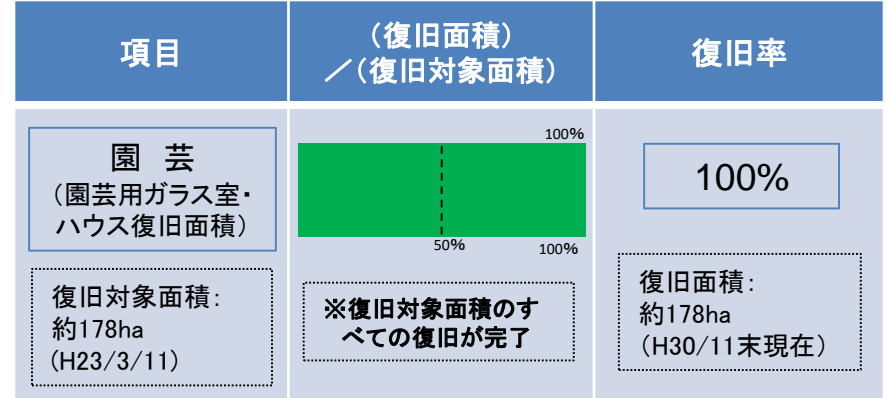 項目
（復旧面積）
／（復旧対象面積）
復旧率
園 芸
（園芸用ガラス室・
ハウス復旧面積）
復旧対象面積：
約178ha
（H23/3/11）
100%
50%
100%
※復旧対象面積のす
べての復旧が完了
100%
復旧面積：
約178ha
（H30/11末現在）